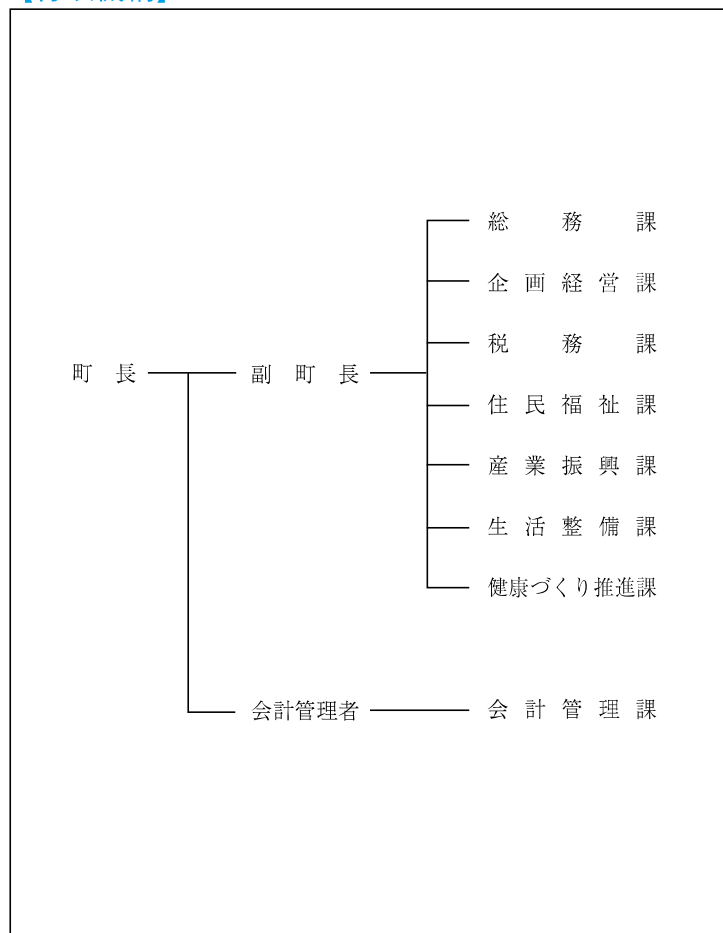 総務課
企画経営課
税務課
町長 副町長
住民福祉課
産業振興課
生活整備課
健康づくり推進課
会計管理者 会計管理課